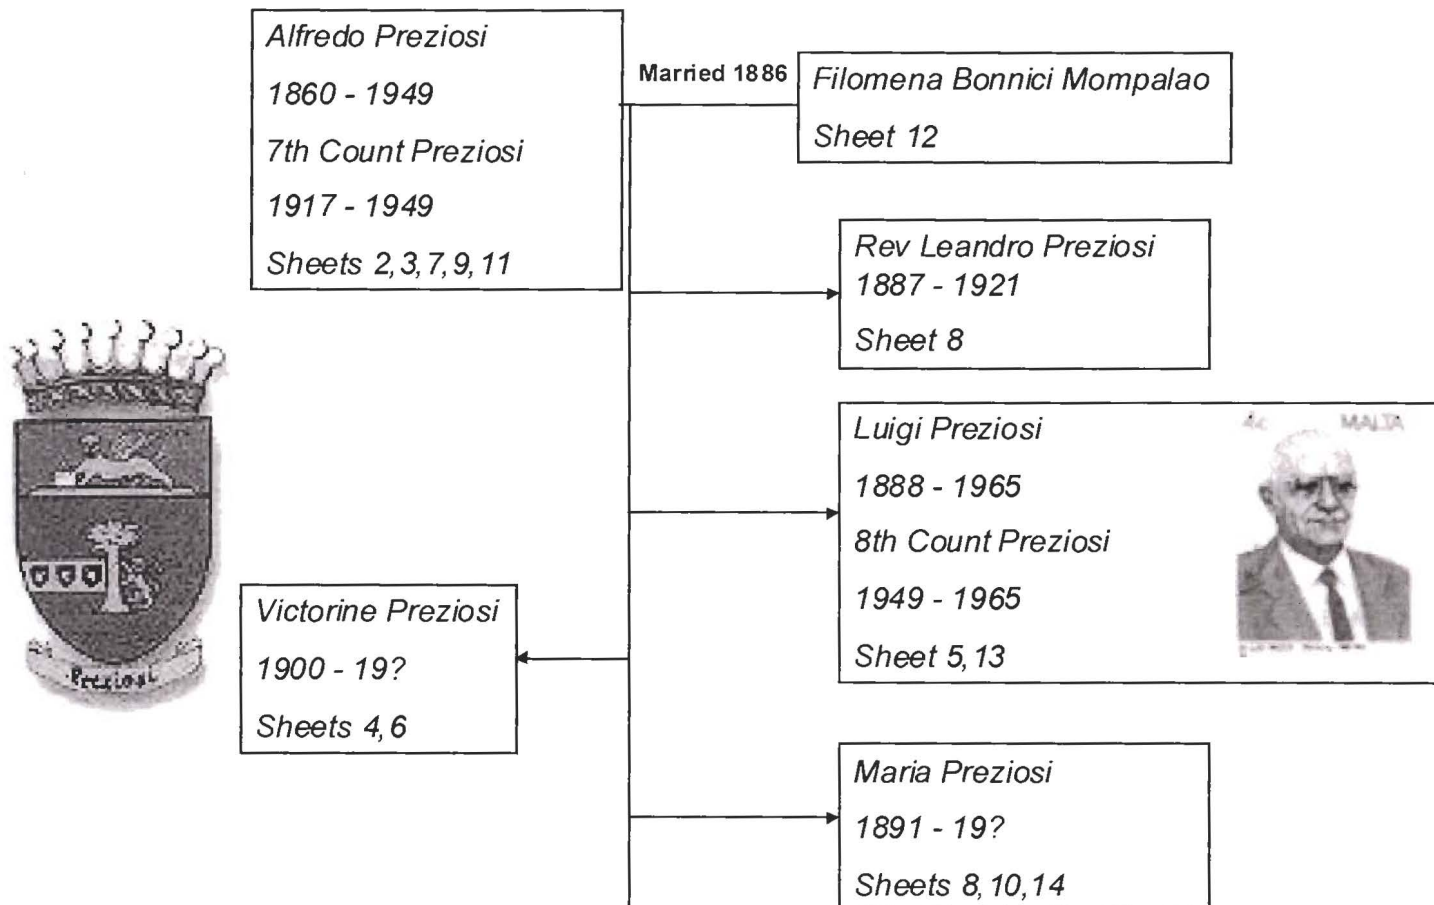 Alfredo Preziosi
1860 - 1949
7th Count Preziosi
1917 - 1949
Sheets 2,3,7,9,11
Married 1886
Filomena Bonnici Mompalao
Sheet 12
Rev Leandro Preziosi
1887 - 1921
Sheet 8
Luigi Preziosi
1888 - 1965
8th Count Preziosi
1949 - 1965
Sheet 5,13
4c MALTA
Preziosi
Victorine Preziosi
1900 - 19?
Sheets 4,6
Maria Preziosi
1891 - 19?
Sheets 8,10,14